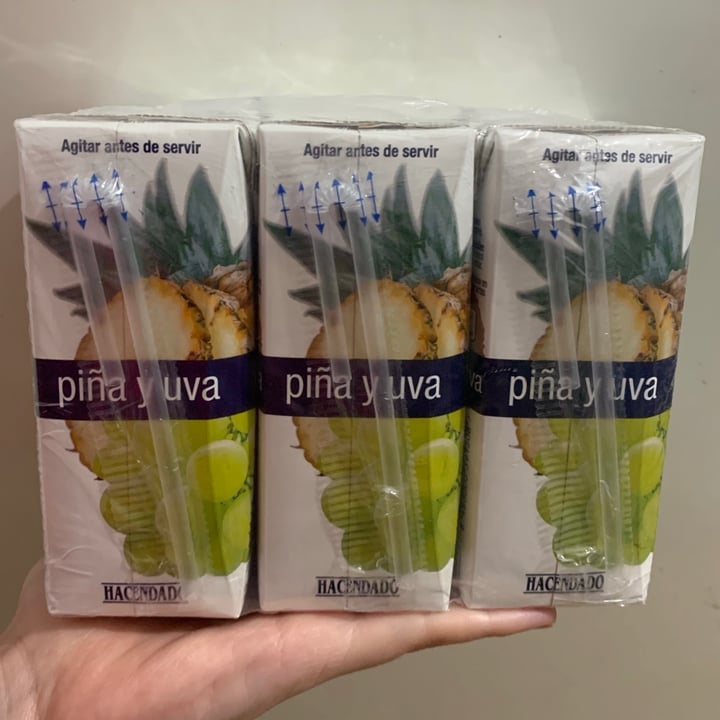 Agitar antes de servir
piña y uva
HACENDADO
Agitar antes de servir
piña y uva
HACENDADO
Agitar antes de servir
piña y uva
HACENDADO